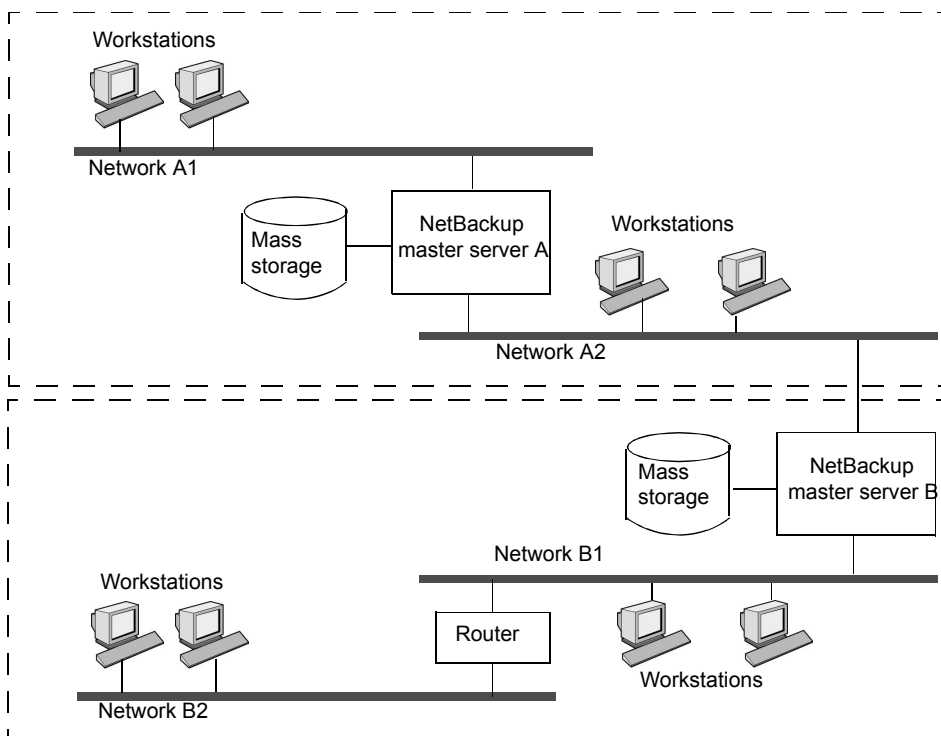 Workstations
Network A1
Mass
storage
NetBackup
master server A
Workstations
Network A2
Mass
storage
NetBackup
master server B
Network B1
Workstations
Router
Workstations
Network B2